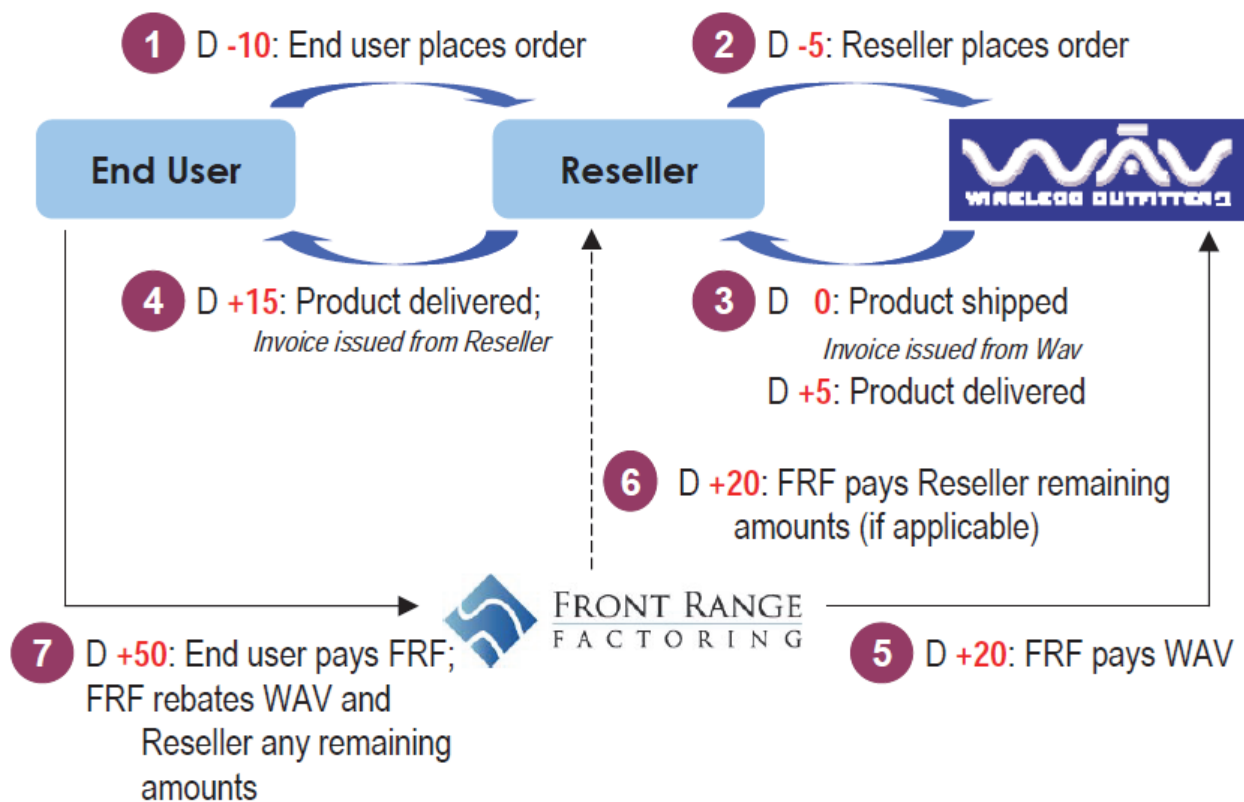 1 D -10: End user places order
2 D -5: Reseller places order
End User
Reseller
WĀV
WIRELESS OUTFITTERS
4 D +15: Product delivered;
Invoice issued from Reseller
3 D 0: Product shipped
Invoice issued from Wav
D +5: Product delivered
6 D +20: FRF pays Reseller remaining
amounts (if applicable)
FRONT RANGE
FACTORING
7 D +50: End user pays FRF;
FRF rebates WAV and
Reseller any remaining
amounts
5 D +20: FRF pays WAV